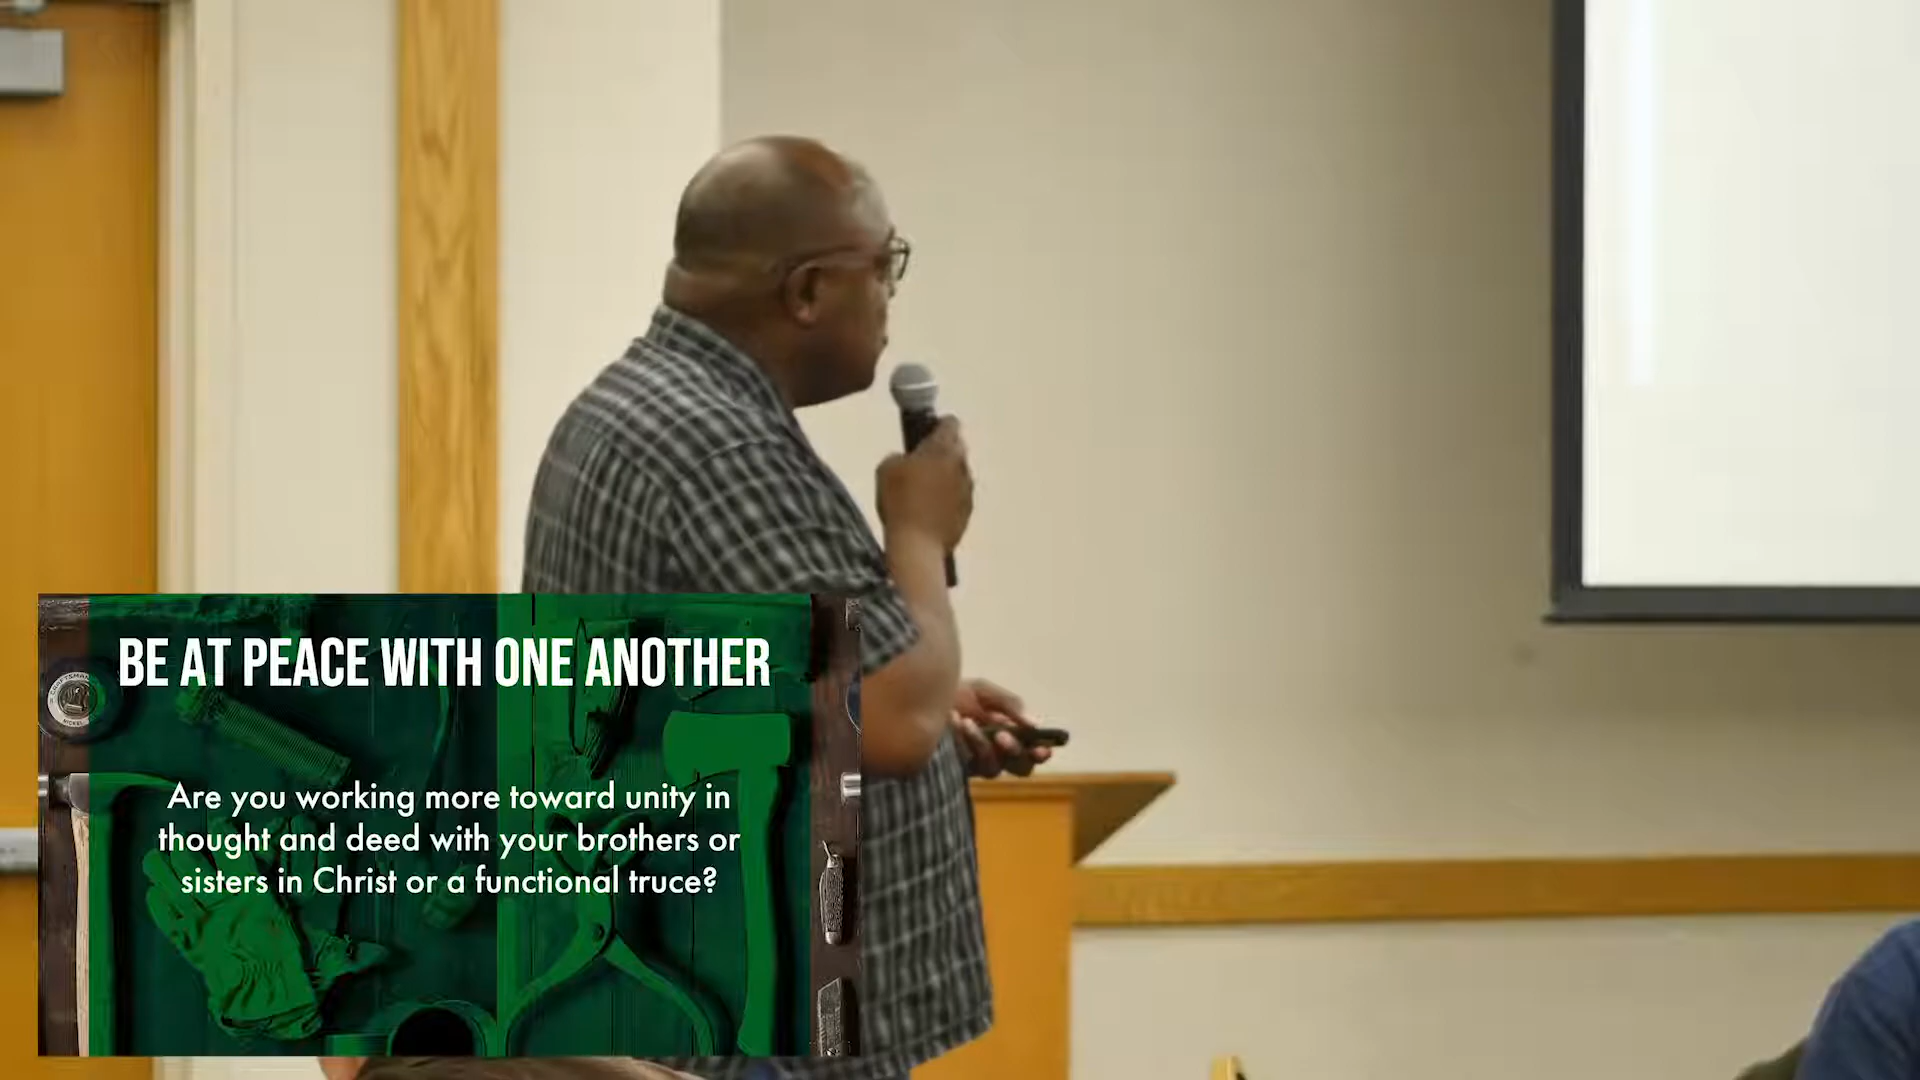 BE AT PEACE WITH ONE ANOTHER
Are you working more toward unity in
thought and deed with your brothers or
sisters in Christ or a functional truce?